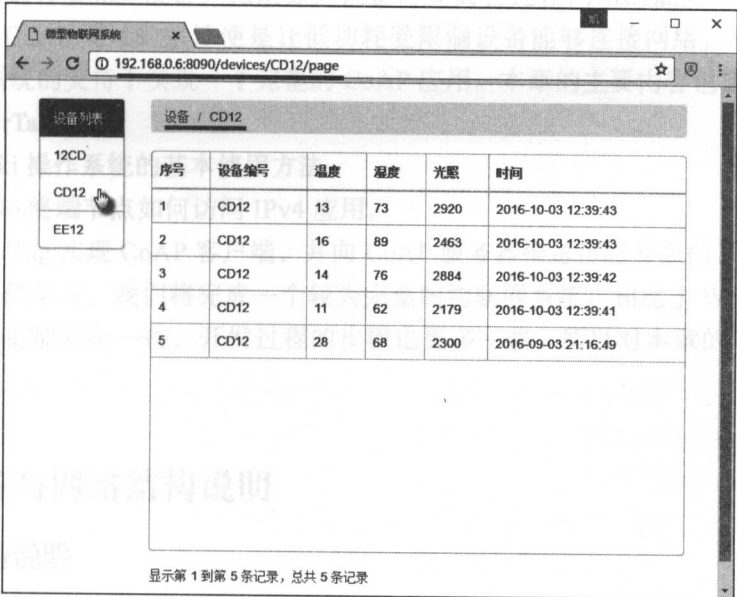 微型物联网系统
192.168.0.6:8090/devices/CD12/page
设备列表
12CD
CD12
EE12
设备 / CD12
序号 设备编号 温度 湿度 光照 时间
1 CD12 13 73 2920 2016-10-03 12:39:43
2 CD12 16 89 2463 2016-10-03 12:39:43
3 CD12 14 76 2884 2016-10-03 12:39:42
4 CD12 11 62 2179 2016-10-03 12:39:41
5 CD12 28 68 2300 2016-09-03 21:16:49
显示第 1 到第 5 条记录，总共 5 条记录